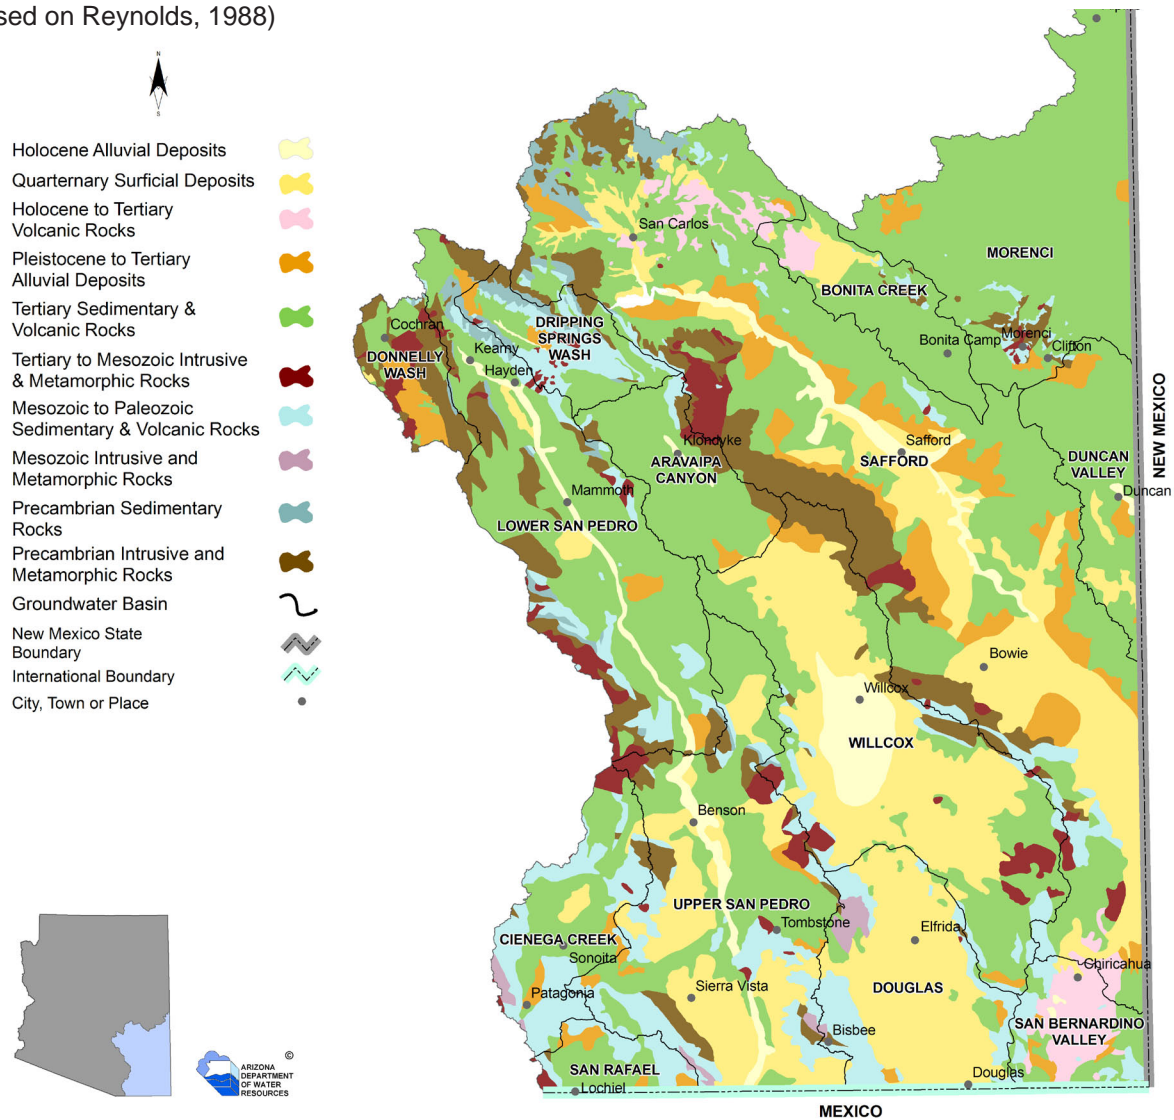 sed on Reynolds, 1988)
N
S
Holocene Alluvial Deposits
Quarternary Surficial Deposits
Holocene to Tertiary
Volcanic Rocks
Pleistocene to Tertiary
Alluvial Deposits
Tertiary Sedimentary &
Volcanic Rocks
Tertiary to Mesozoic Intrusive
& Metamorphic Rocks
Mesozoic to Paleozoic
Sedimentary & Volcanic Rocks
Mesozoic Intrusive and
Metamorphic Rocks
Precambrian Sedimentary
Rocks
Precambrian Intrusive and
Metamorphic Rocks
Groundwater Basin
New Mexico State
Boundary
International Boundary
City, Town or Place
San Carlos
MORENCI
BONITA CREEK
DRIPPING
SPRINGS
WASH
Cochran
DONNELLY
WASH
Kearny
Hayden
Bonita Camp
Morenci
Clifton
NEW MEXICO
Klondyke
ARAVAIPA
CANYON
Safford
SAFFORD
DUNCAN
VALLEY
Duncan
Mammoth
LOWER SAN PEDRO
Bowie
Willcox
WILLCOX
Benson
UPPER SAN PEDRO
Tombstone
Elfrida
CIENEGA CREEK
Sonoita
Chiricahua
Patagonia
Sierra Vista
DOUGLAS
Bisbee
SAN BERNARDINO
VALLEY
SAN RAFAEL
Lochiel
Douglas
MEXICO
©
ARIZONA
DEPARTMENT
OF WATER
RESOURCES